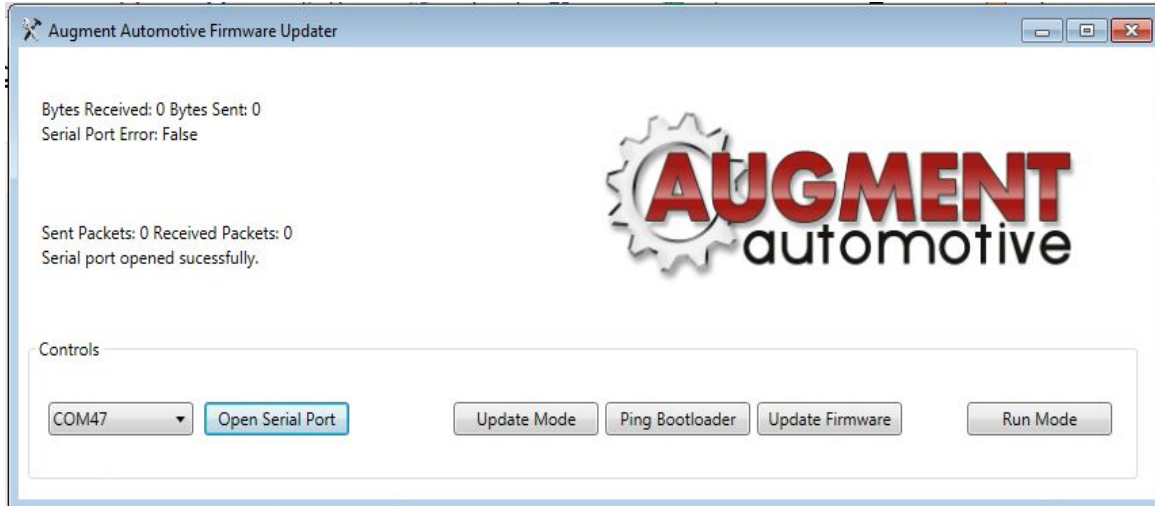 Augment Automotive Firmware Updater
Bytes Received: 0 Bytes Sent: 0
Serial Port Error: False
AUGMENT
automotive
Sent Packets: 0 Received Packets: 0
Serial port opened sucessfully.
Controls
COM47 Open Serial Port Update Mode Ping Bootloader Update Firmware Run Mode